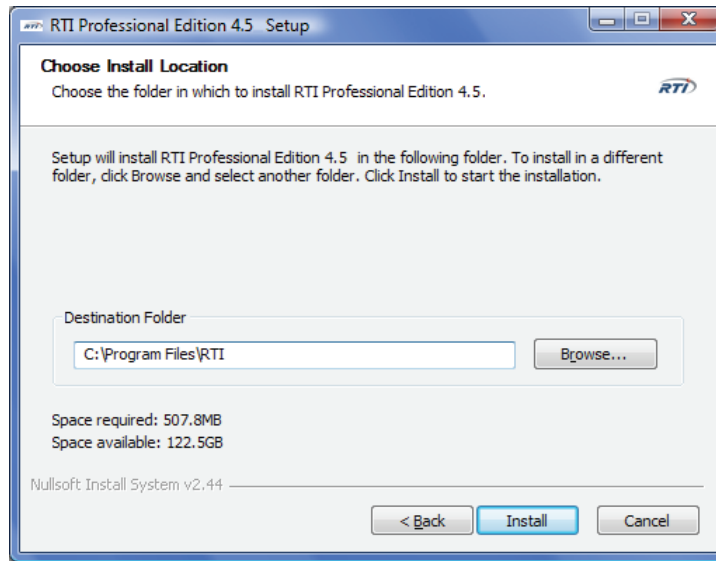 RTI Professional Edition 4.5 Setup
Choose Install Location
Choose the folder in which to install RTI Professional Edition 4.5.
RTI
Setup will install RTI Professional Edition 4.5 in the following folder. To install in a different
folder, click Browse and select another folder. Click Install to start the installation.
Destination Folder
C:\Program Files\RTI
Browse...
Space required: 507.8MB
Space available: 122.5GB
Nullsoft Install System v2.44
< Back
Install
Cancel